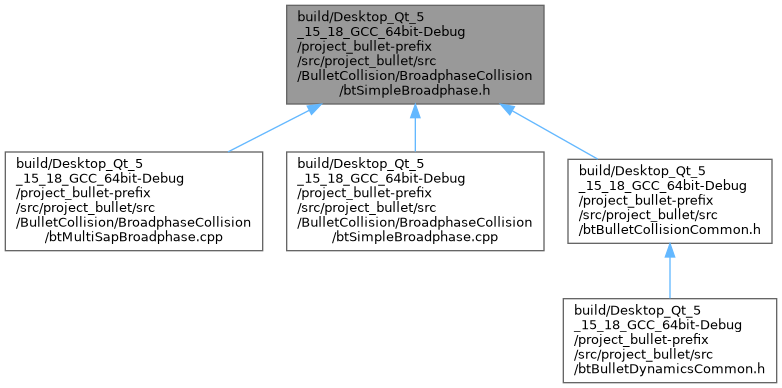 build/Desktop_Qt_5
_15_18_GCC_64bit-Debug
/project_bullet-prefix
/src/project_bullet/src
/BulletCollision/BroadphaseCollision
/btSimpleBroadphase.h
build/Desktop_Qt_5
_15_18_GCC_64bit-Debug
/project_bullet-prefix
/src/project_bullet/src
/BulletCollision/BroadphaseCollision
/btMultiSapBroadphase.cpp
build/Desktop_Qt_5
_15_18_GCC_64bit-Debug
/project_bullet-prefix
/src/project_bullet/src
/BulletCollision/BroadphaseCollision
/btSimpleBroadphase.cpp
build/Desktop_Qt_5
_15_18_GCC_64bit-Debug
/project_bullet-prefix
/src/project_bullet/src
/btBulletCollisionCommon.h
build/Desktop_Qt_5
_15_18_GCC_64bit-Debug
/project_bullet-prefix
/src/project_bullet/src
/btBulletDynamicsCommon.h